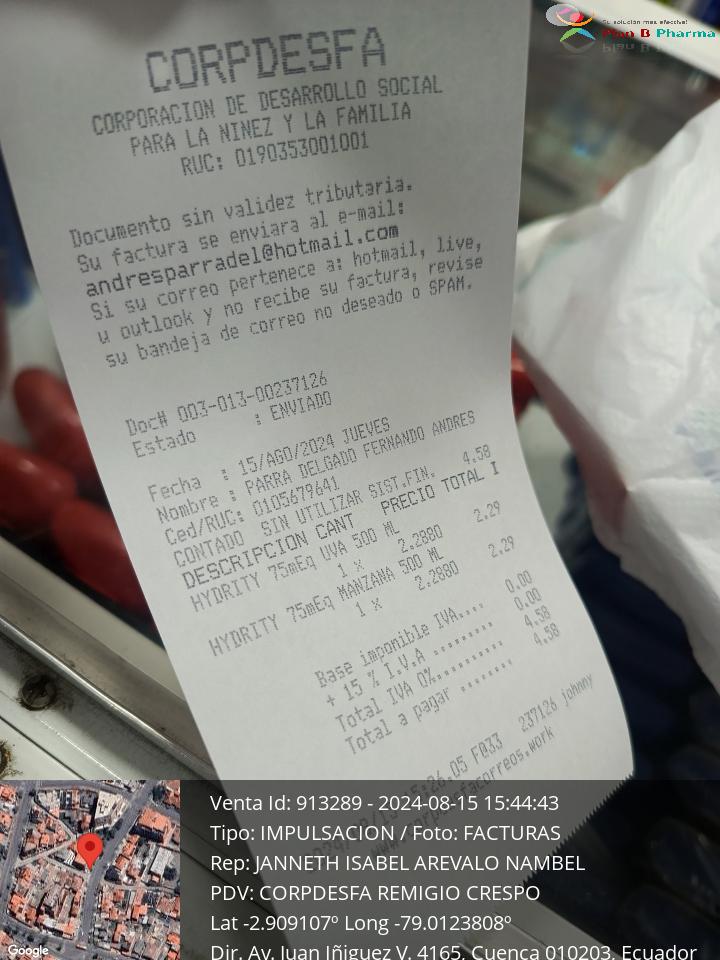 Su solución más efectiva!
Plan B Pharma
CORPDESFA
CORPORACION DE DESARROLLO SOCIAL
PARA LA NINEZ Y LA FAMILIA
RUC: 0190353001001
Documento sin validez tributaria.
Su factura se enviara al e-mail:
andresparradel@hotmail.com
Si su correo pertenece a: hotmail, live,
u outlook y no recibe su factura, revise
su bandeja de correo no deseado o SPAM.
Doc# 003-013-00237126
Estado : ENVIADO
Fecha : 15/AGO/2024 JUEVES
Nombre : PARRA DELGADO FERNANDO ANDRES
Ced/RUC: 0105679641
CONTADO SIN UTILIZAR SIST.FIN. 4.58
DESCRIPCION CANT PRECIO TOTAL I
HYDRITY 75mEq UVA 500 ML
1 x 2.2880 2.29
HYDRITY 75mEq MANZANA 500 ML
1 x 2.2880 2.29
Base imponible IVA.... 0.00
+ 15 % I.V.A ......... 0.00
Total IVA 0%.......... 4.58
Total a pagar ........ 4.58
F033 237126 johnny
Venta Id: 913289 - 2024-08-15 15:44:43
Tipo: IMPULSACION / Foto: FACTURAS
Rep: JANNETH ISABEL AREVALO NAMBEL
PDV: CORPDESFA REMIGIO CRESPO
Lat -2.909107º Long -79.0123808º
Dir. Av. Juan Iñiguez V. 4165, Cuenca 010203, Ecuador
Google